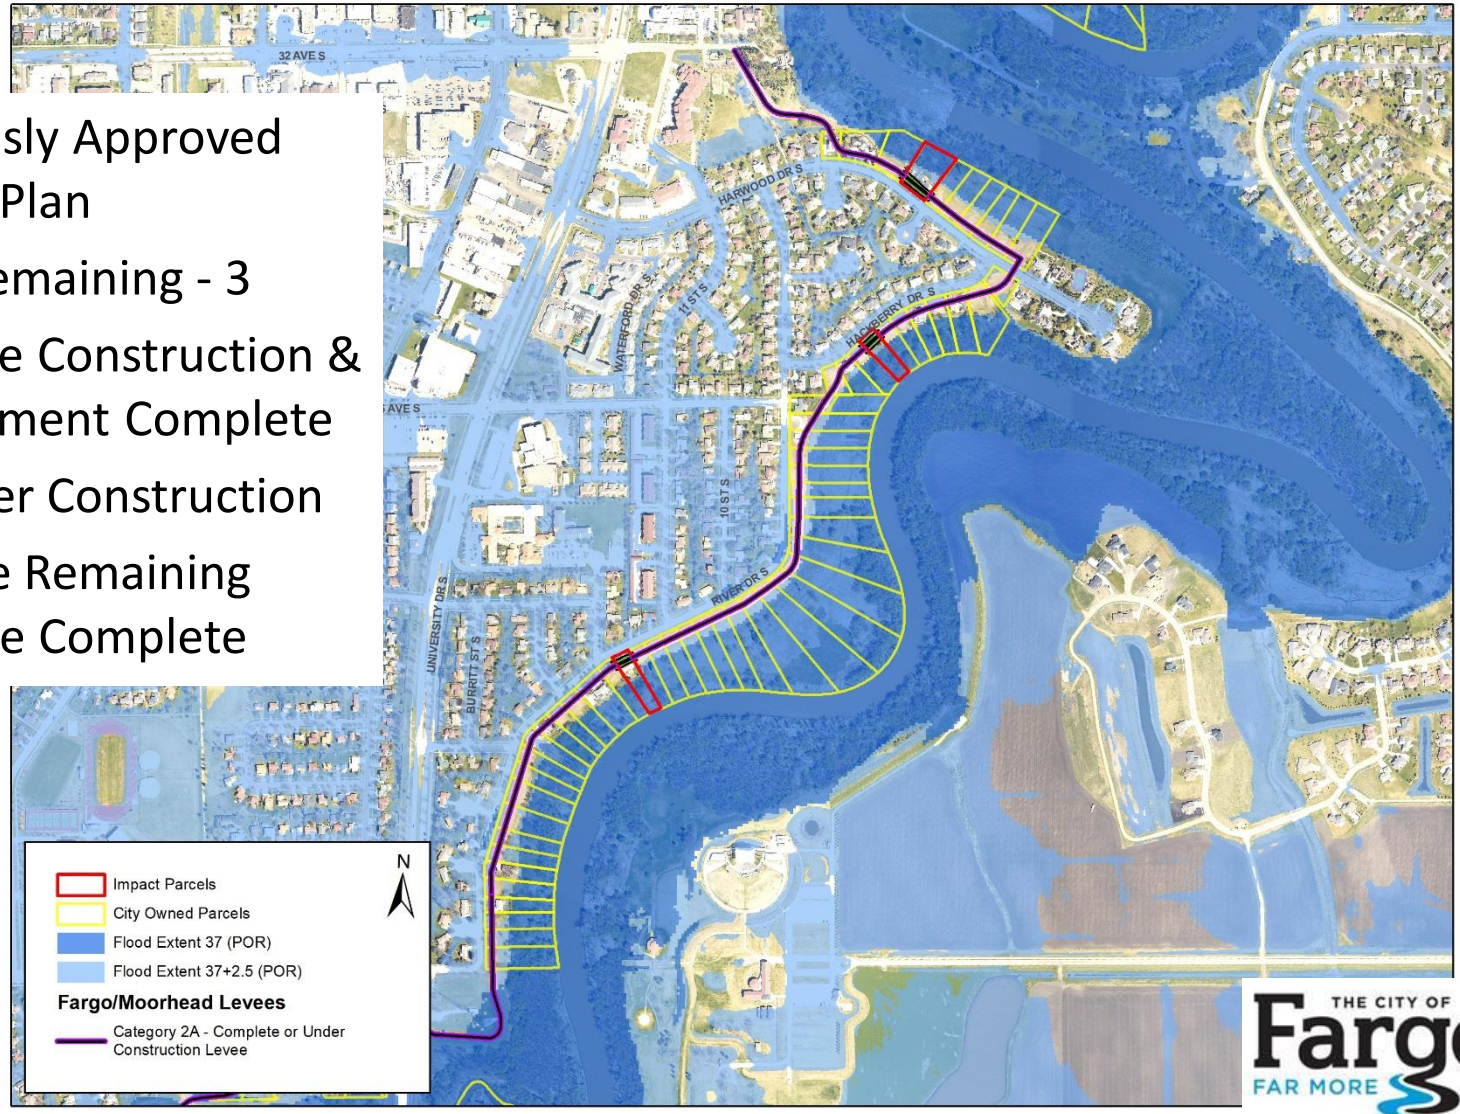 32 AVE S
sly Approved
Plan
emaining - 3
e Construction &
ment Complete
er Construction
e Remaining
e Complete
HARWOOD DR S
WATERFORD DR S
11 ST S
HACKBERRY DR S
AVE S
10 ST S
RIVER DR S
UNIVERSITY DR S
BURRITT ST S
N
Impact Parcels
City Owned Parcels
Flood Extent 37 (POR)
Flood Extent 37+2.5 (POR)
Fargo/Moorhead Levees
Category 2A - Complete or Under
Construction Levee
THE CITY OF
Fargo
FAR MORE